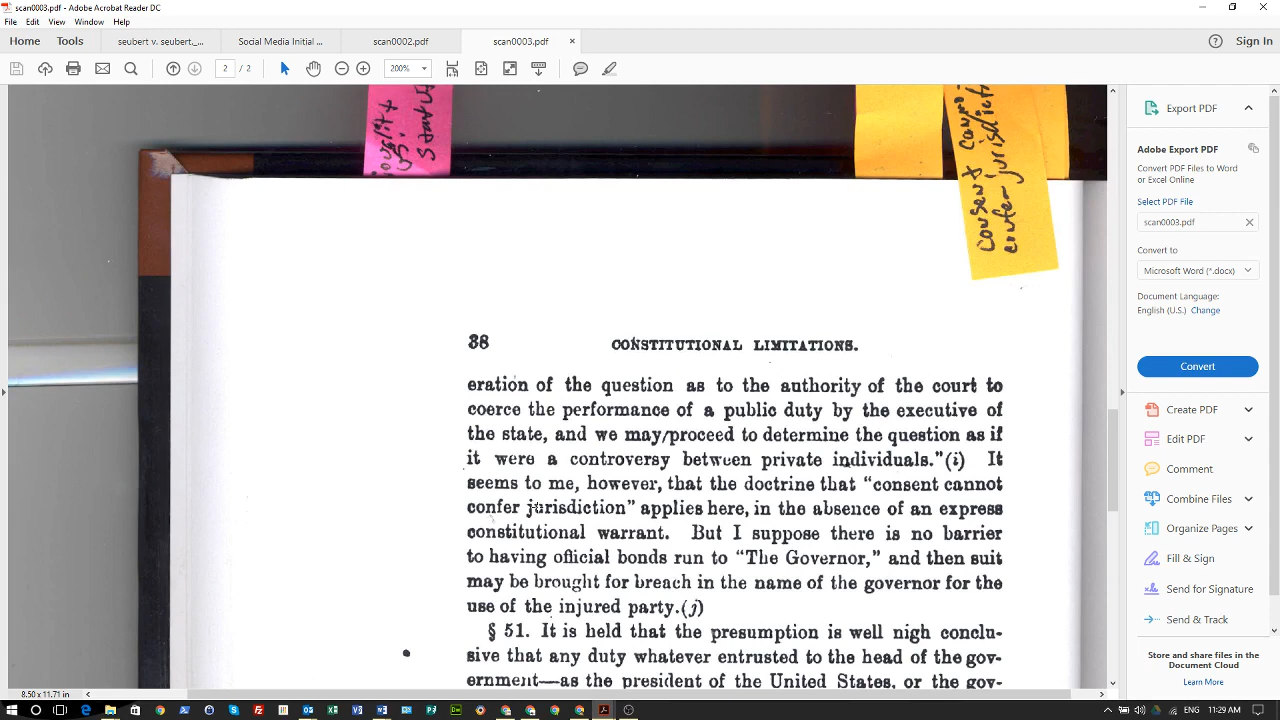 scan0003.pdf - Adobe Acrobat Reader DC
File Edit View Window Help
Home Tools seubert v. seubert.... Social Media Initial ... scan0002.pdf scan0003.pdf × Sign In
2 / 2 200%
consent cannot
confer jurisdict
38 CONSTITUTIONAL LIMITATIONS.
eration of the question as to the authority of the court to
coerce the performance of a public duty by the executive of
the state, and we may proceed to determine the question as if
it were a controversy between private individuals."(i) It
seems to me, however, that the doctrine that "consent cannot
confer jurisdiction" applies here, in the absence of an express
constitutional warrant. But I suppose there is no barrier
to having official bonds run to "The Governor," and then suit
may be brought for breach in the name of the governor for the
use of the injured party.(j)
§ 51. It is held that the presumption is well nigh conclu-
sive that any duty whatever entrusted to the head of the gov-
ernment—as the president of the United States, or the gov-
8.50 x 11.71 in
Export PDF
Adobe Export PDF
Convert PDF Files to Word
or Excel Online
Select PDF File
scan0003.pdf
Convert to
Microsoft Word (*.docx)
Document Language:
English (U.S.) Change
Convert
Create PDF
Edit PDF
Comment
Combine Files
Organize Pages
Fill & Sign
Send for Signature
Send & Track
Store and share files in the
Document Cloud
Learn More
ENG 11:20 AM